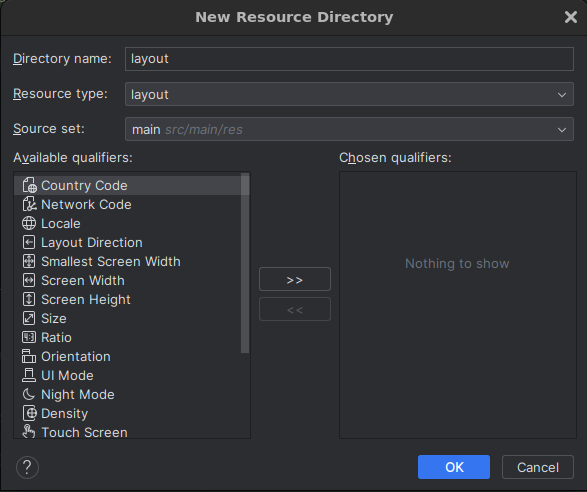 New Resource Directory
Directory name: layout
Resource type: layout
Source set: main src/main/res
Available qualifiers: Chosen qualifiers:
Country Code
Network Code
Locale
Layout Direction
Smallest Screen Width
Nothing to show
Screen Width
>>
Screen Height
<<
Size
Ratio
Orientation
UI Mode
Night Mode
Density
Touch Screen
? OK Cancel